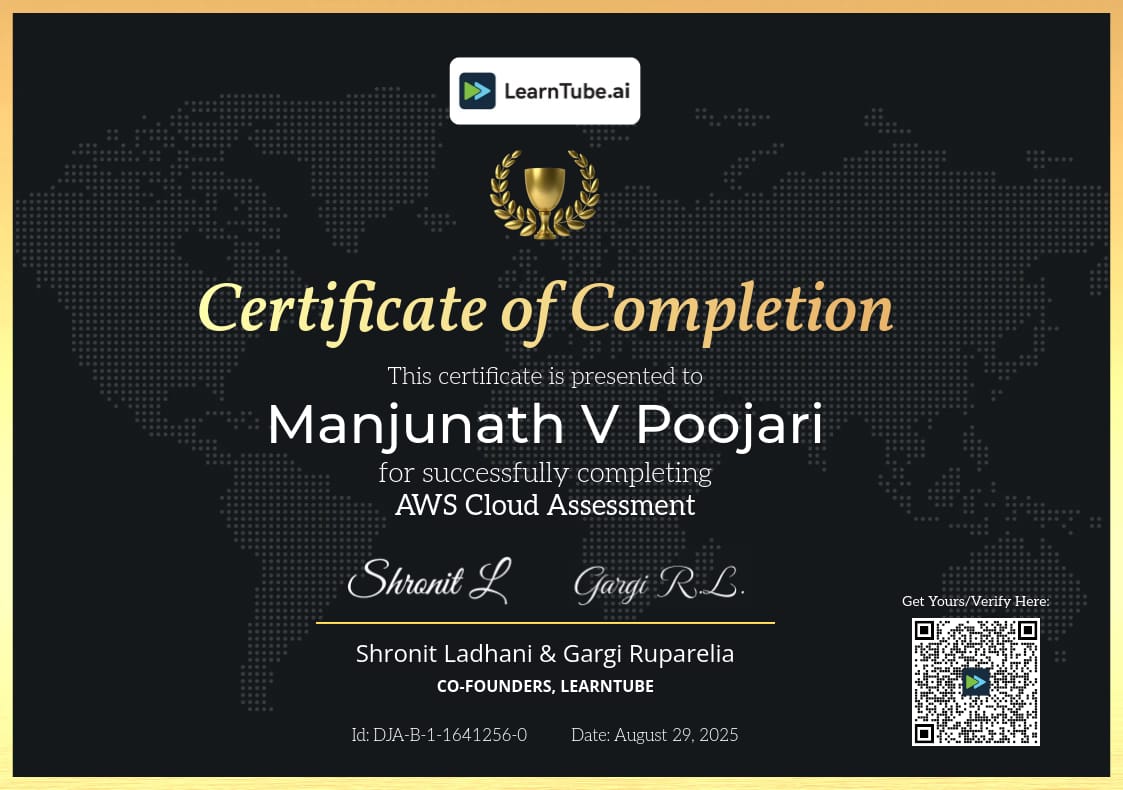 LearnTube.ai
Certificate of Completion
This certificate is presented to
Manjunath V Poojari
for successfully completing
AWS Cloud Assessment
Shronit L
Gargi R.L.
Shronit Ladhani & Gargi Ruparelia
CO-FOUNDERS, LEARNTUBE
Id: DJA-B-1-1641256-0
Date: August 29, 2025
Get Yours/Verify Here: